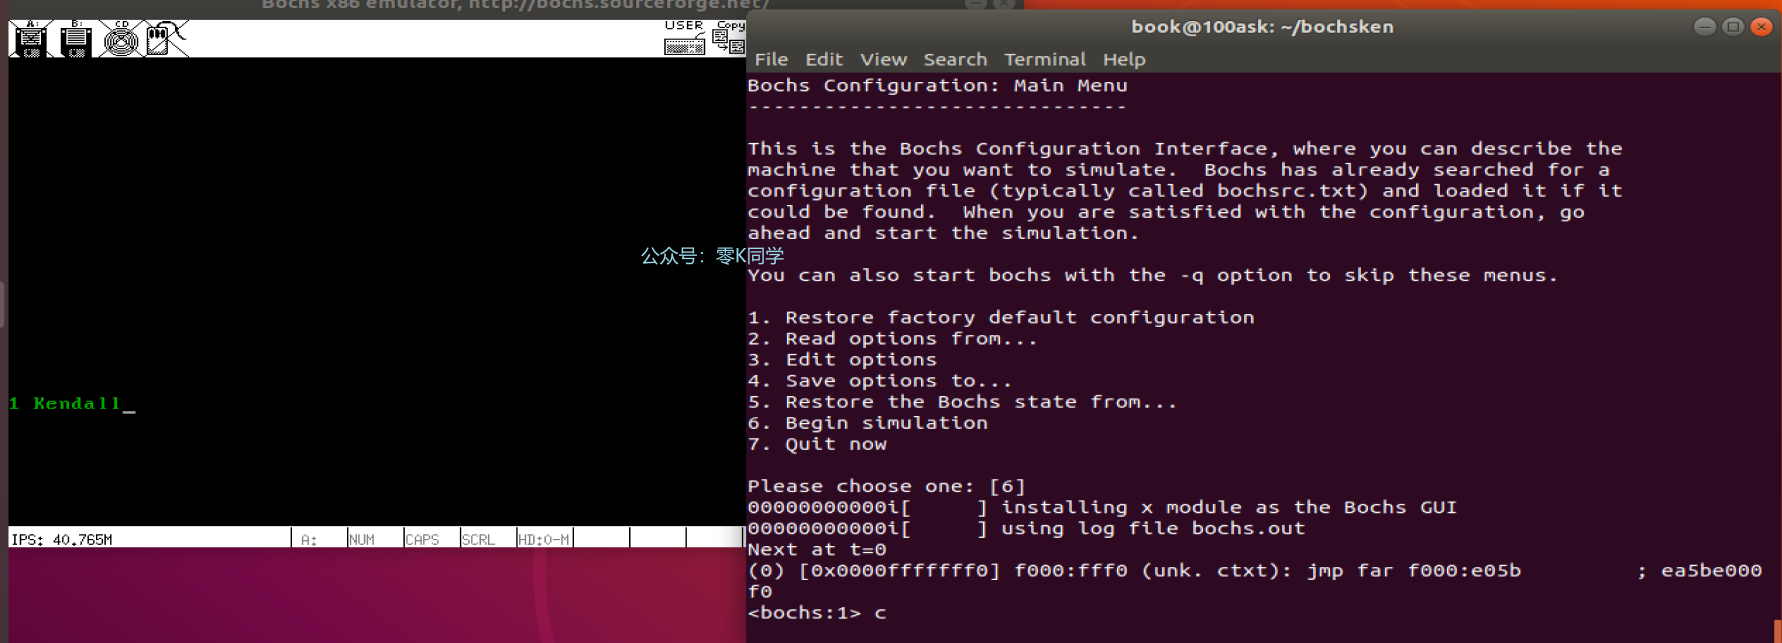 Bochs x86 emulator, http://bochs.sourceforge.net/
A:
B:
CD
USER
Copy
1 Kendall_
IPS: 40.765M
A:
NUM
CAPS
SCRL
HD:0-M
公众号：零K同学
book@100ask: ~/bochsken
File Edit View Search Terminal Help
Bochs Configuration: Main Menu
------------------------------
This is the Bochs Configuration Interface, where you can describe the
machine that you want to simulate.  Bochs has already searched for a
configuration file (typically called bochsrc.txt) and loaded it if it
could be found.  When you are satisfied with the configuration, go
ahead and start the simulation.
You can also start bochs with the -q option to skip these menus.
1. Restore factory default configuration
2. Read options from...
3. Edit options
4. Save options to...
5. Restore the Bochs state from...
6. Begin simulation
7. Quit now
Please choose one: [6]
00000000000i[      ] installing x module as the Bochs GUI
00000000000i[      ] using log file bochs.out
Next at t=0
(0) [0x0000fffffff0] f000:fff0 (unk. ctxt): jmp far f000:e05b         ; ea5be000
f0
<bochs:1> c